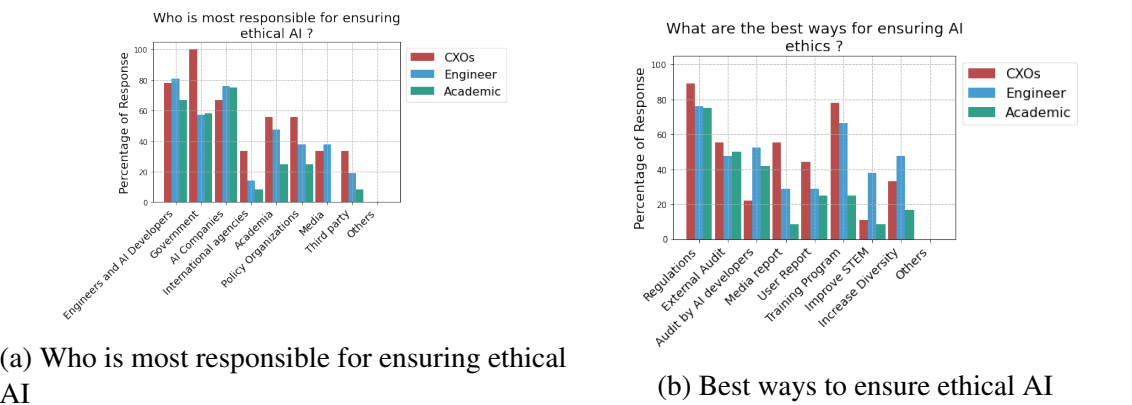 Who is most responsible for ensuring
ethical AI ?
Percentage of Response
100
80
60
40
20
0
Engineers and AI Developers
Government
AI Companies
International agencies
Academia
Policy Organizations
Media
Third party
Others
CXOs
Engineer
Academic
(a) Who is most responsible for ensuring ethical
AI
What are the best ways for ensuring AI
ethics ?
Percentage of Response
100
80
60
40
20
0
Regulations
External Audit
Audit by AI developers
Media report
User Report
Training Program
Improve STEM
Increase Diversity
Others
CXOs
Engineer
Academic
(b) Best ways to ensure ethical AI